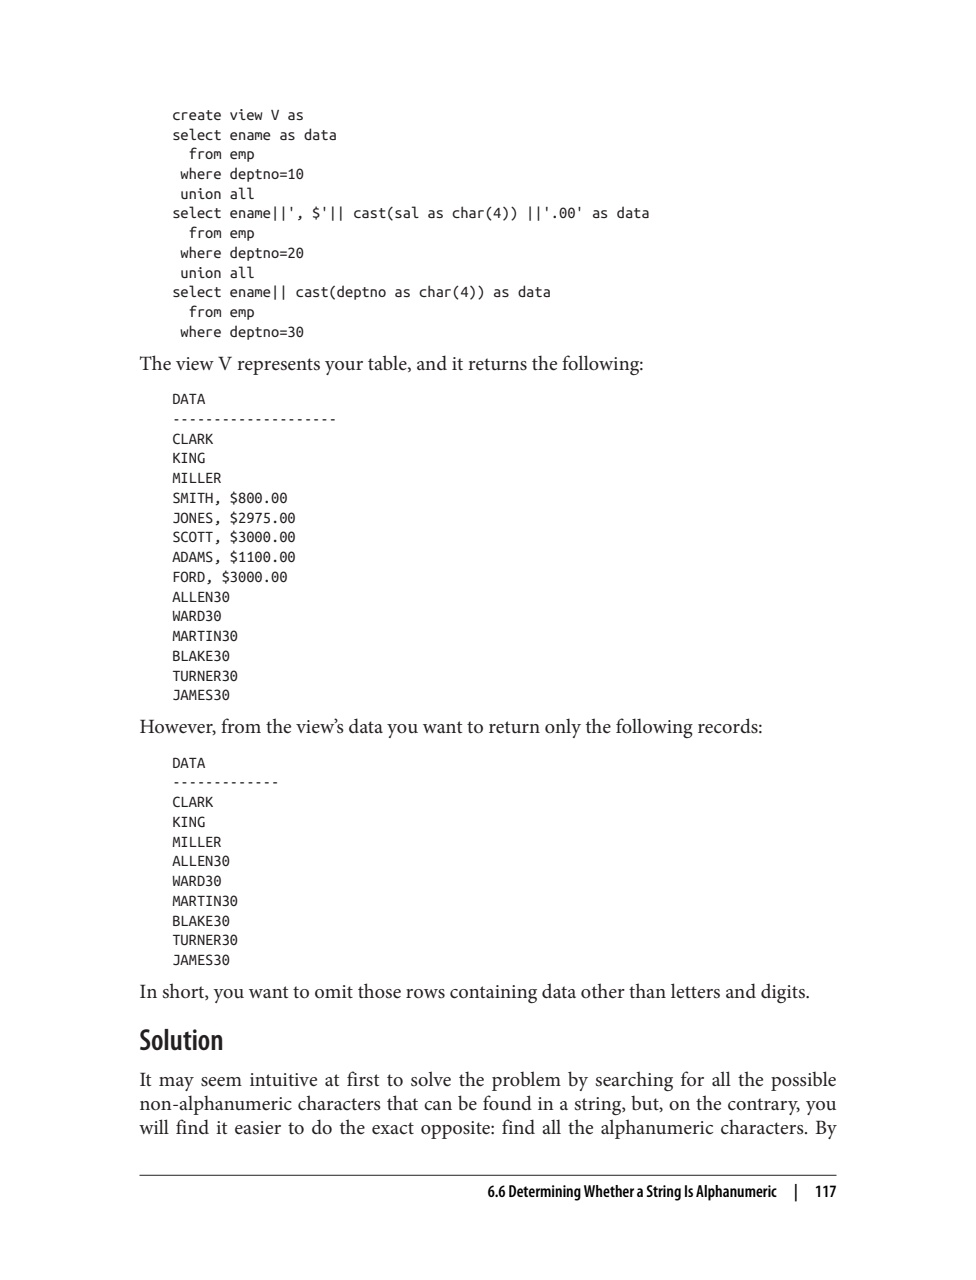 create view V as
select ename as data
  from emp
 where deptno=10
 union all
select ename||', $'|| cast(sal as char(4)) ||'.00' as data
  from emp
 where deptno=20
 union all
select ename|| cast(deptno as char(4)) as data
  from emp
 where deptno=30
The view V represents your table, and it returns the following:
DATA
--------------------
CLARK
KING
MILLER
SMITH, $800.00
JONES, $2975.00
SCOTT, $3000.00
ADAMS, $1100.00
FORD, $3000.00
ALLEN30
WARD30
MARTIN30
BLAKE30
TURNER30
JAMES30
However, from the view’s data you want to return only the following records:
DATA
-------------
CLARK
KING
MILLER
ALLEN30
WARD30
MARTIN30
BLAKE30
TURNER30
JAMES30
In short, you want to omit those rows containing data other than letters and digits.
Solution
It may seem intuitive at first to solve the problem by searching for all the possible
non-alphanumeric characters that can be found in a string, but, on the contrary, you
will find it easier to do the exact opposite: find all the alphanumeric characters. By
6.6 Determining Whether a String Is Alphanumeric | 117